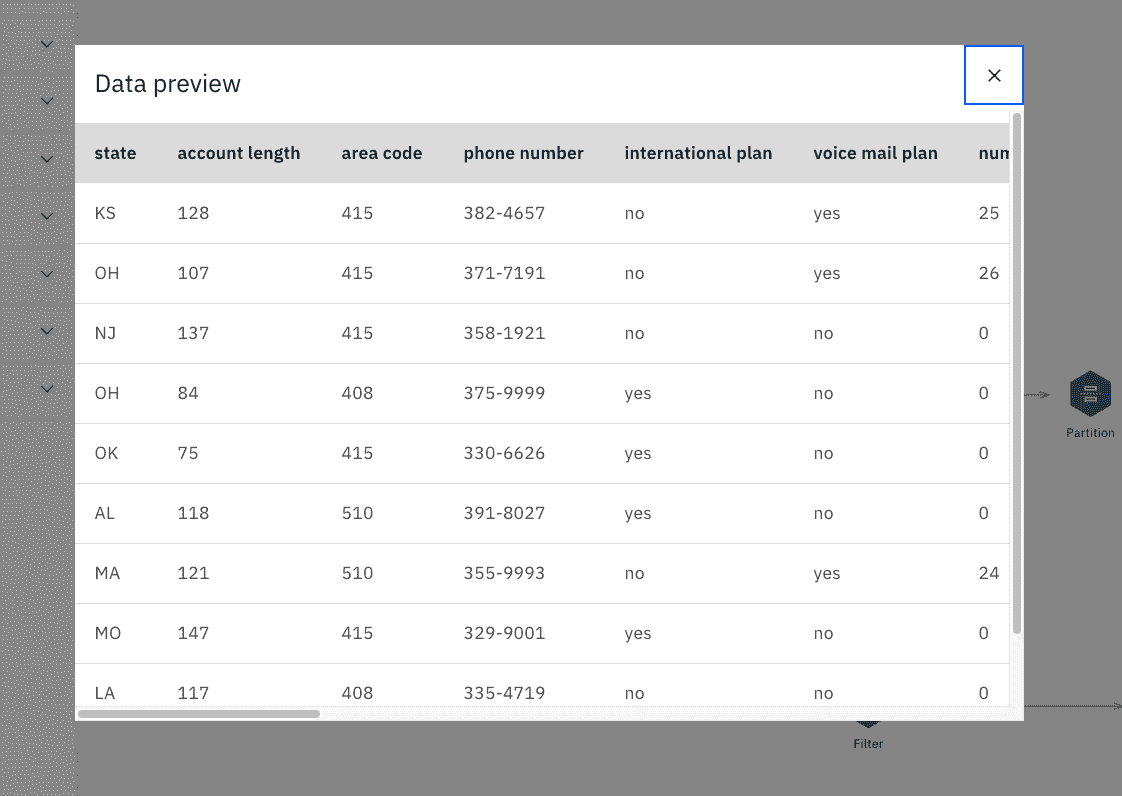 Data preview
state account length area code phone number international plan voice mail plan num
KS 128 415 382-4657 no yes 25
OH 107 415 371-7191 no yes 26
NJ 137 415 358-1921 no no 0
OH 84 408 375-9999 yes no 0
OK 75 415 330-6626 yes no 0
AL 118 510 391-8027 yes no 0
MA 121 510 355-9993 no yes 24
MO 147 415 329-9001 yes no 0
LA 117 408 335-4719 no no 0
Partition
Filter